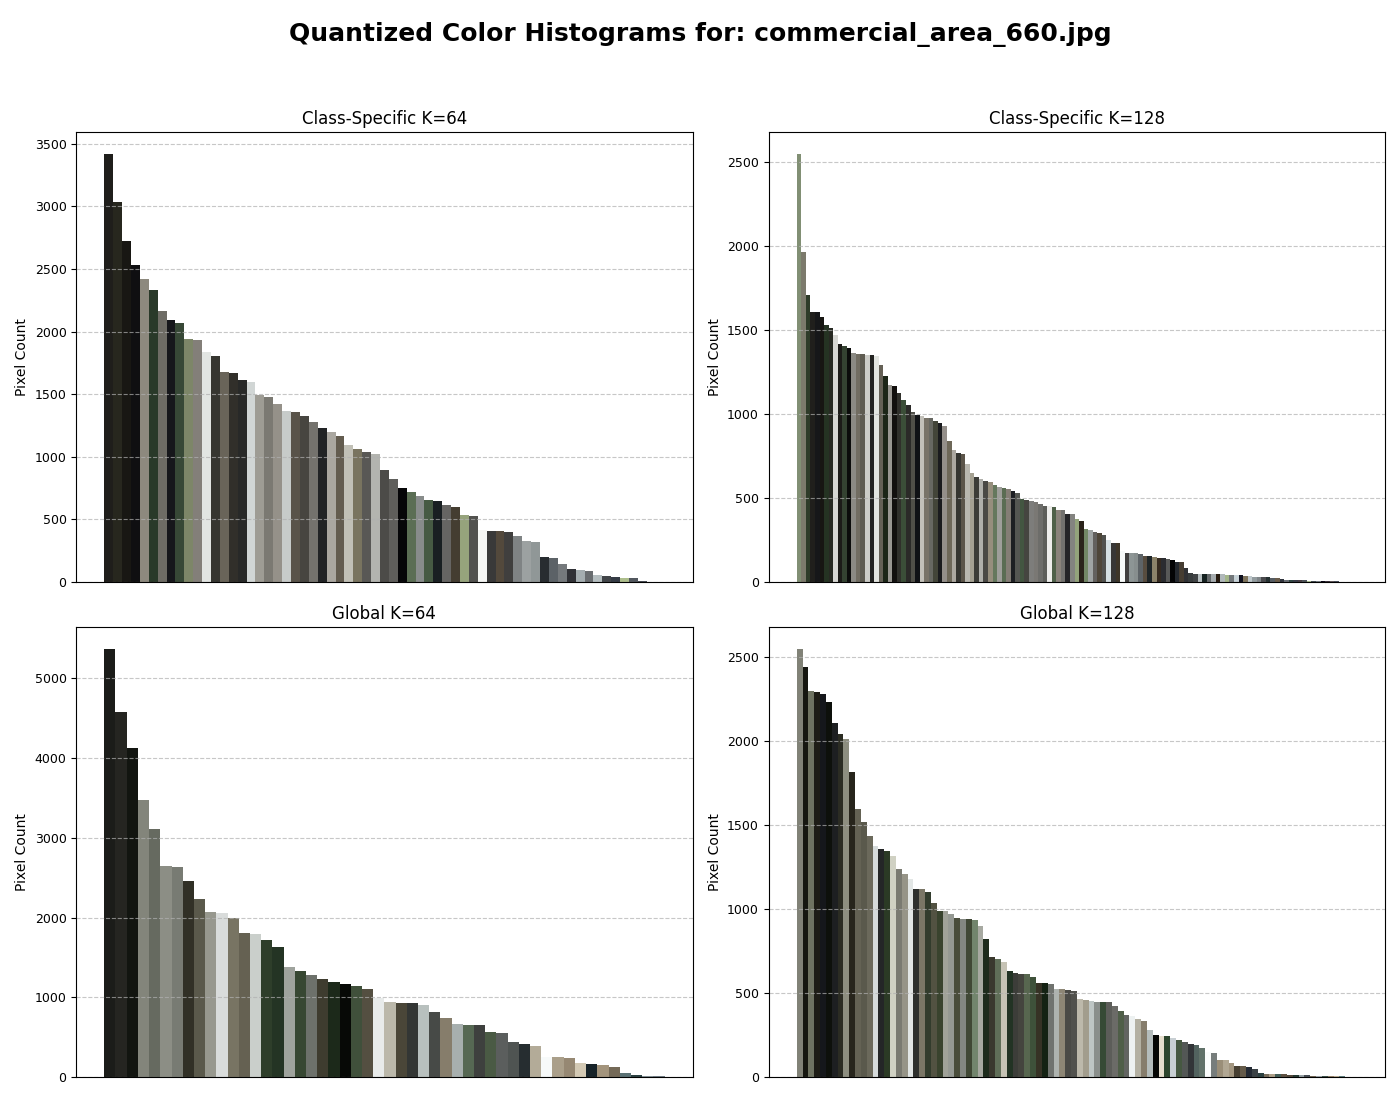 Quantized Color Histograms for: commercial_area_660.jpg
Class-Specific K=64
Pixel Count
3500
3000
2500
2000
1500
1000
500
0
Class-Specific K=128
Pixel Count
2500
2000
1500
1000
500
0
Global K=64
Pixel Count
5000
4000
3000
2000
1000
0
Global K=128
Pixel Count
2500
2000
1500
1000
500
0